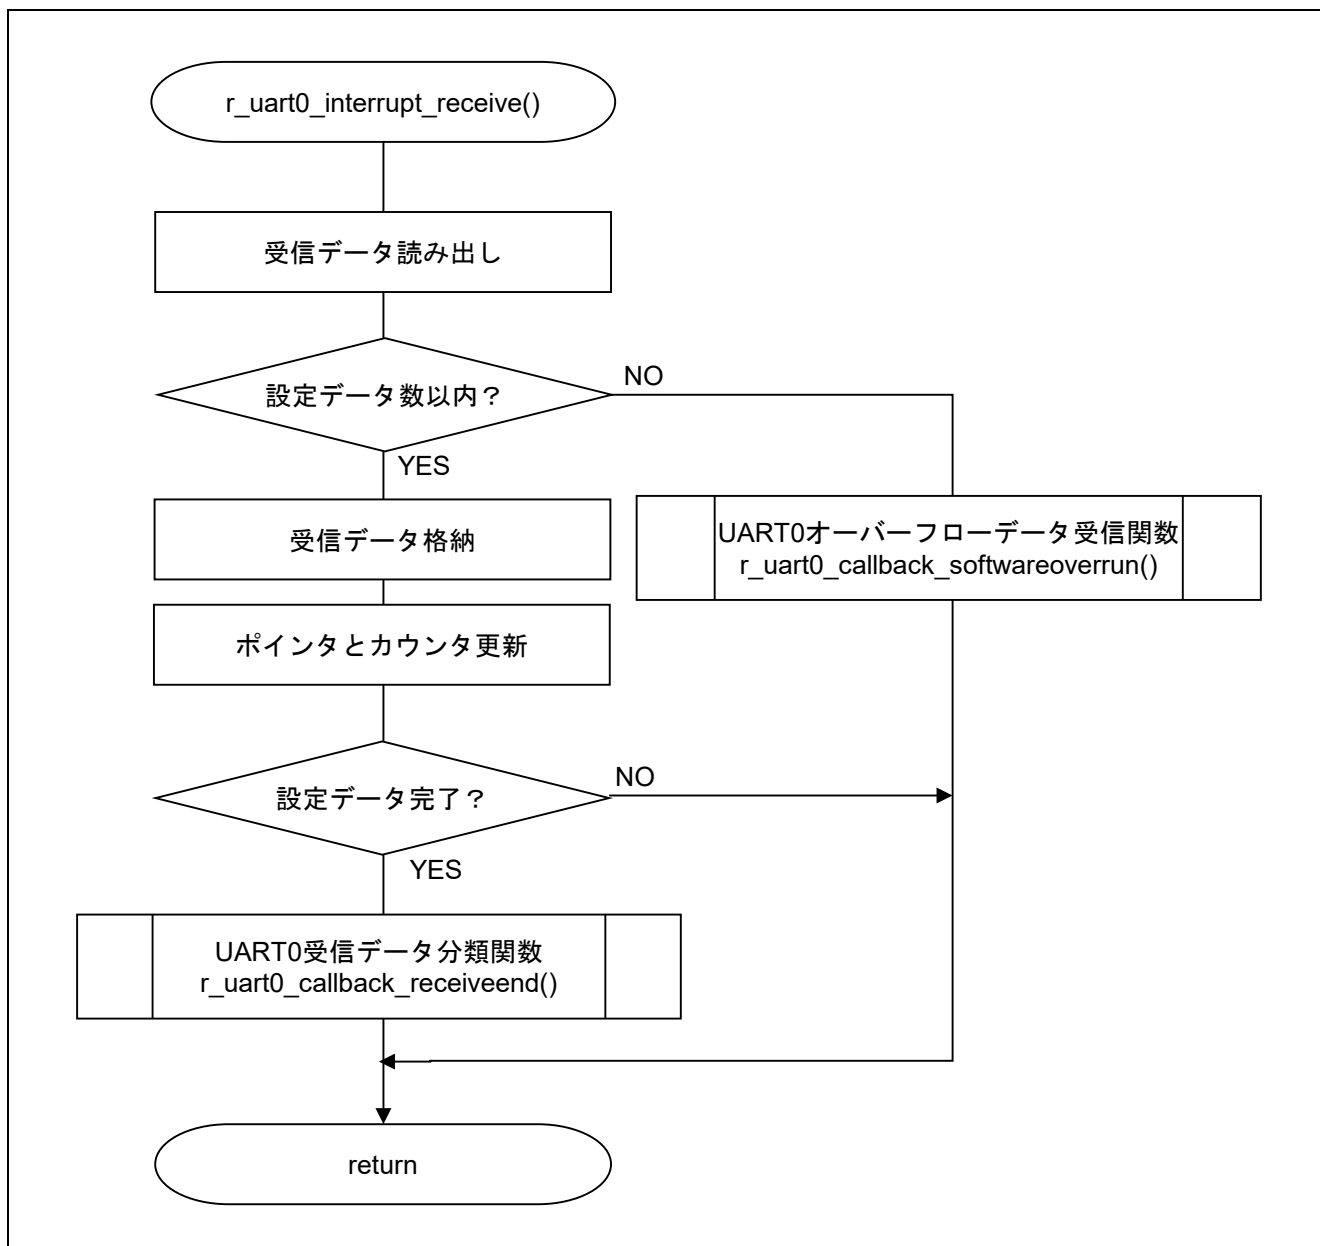 r_uart0_interrupt_receive()
受信データ読み出し
設定データ数以内？
NO
YES
受信データ格納
UART0オーバーフローデータ受信関数
r_uart0_callback_softwareoverrun()
ポインタとカウンタ更新
設定データ完了？
NO
YES
UART0受信データ分類関数
r_uart0_callback_receiveend()
return